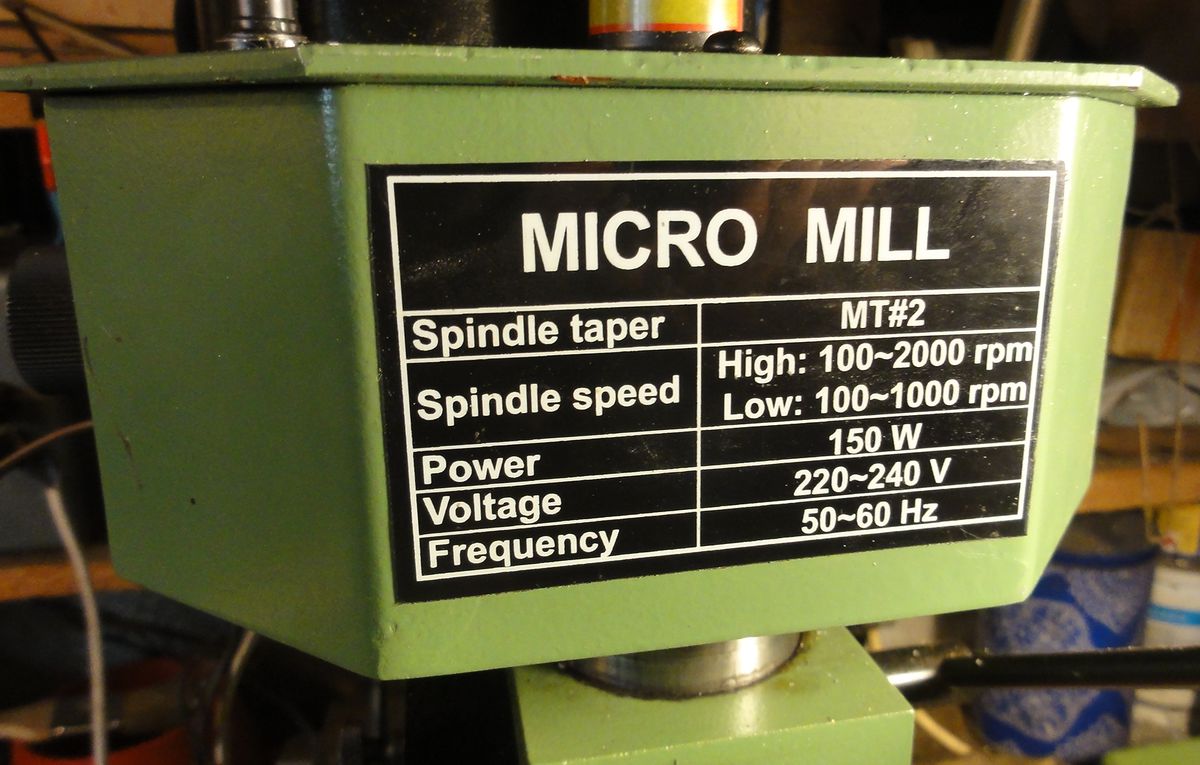 MICRO MILL
Spindle taper MT#2
Spindle speed High: 100~2000 rpm
Low: 100~1000 rpm
Power 150 W
Voltage 220~240 V
Frequency 50~60 Hz